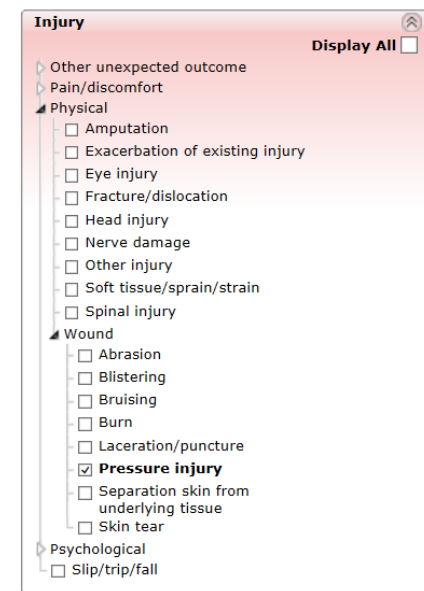 Injury
Display All
Other unexpected outcome
Pain/discomfort
Physical
Amputation
Exacerbation of existing injury
Eye injury
Fracture/dislocation
Head injury
Nerve damage
Other injury
Soft tissue/sprain/strain
Spinal injury
Wound
Abrasion
Blistering
Bruising
Burn
Laceration/puncture
Pressure injury
Separation skin from
underlying tissue
Skin tear
Psychological
Slip/trip/fall